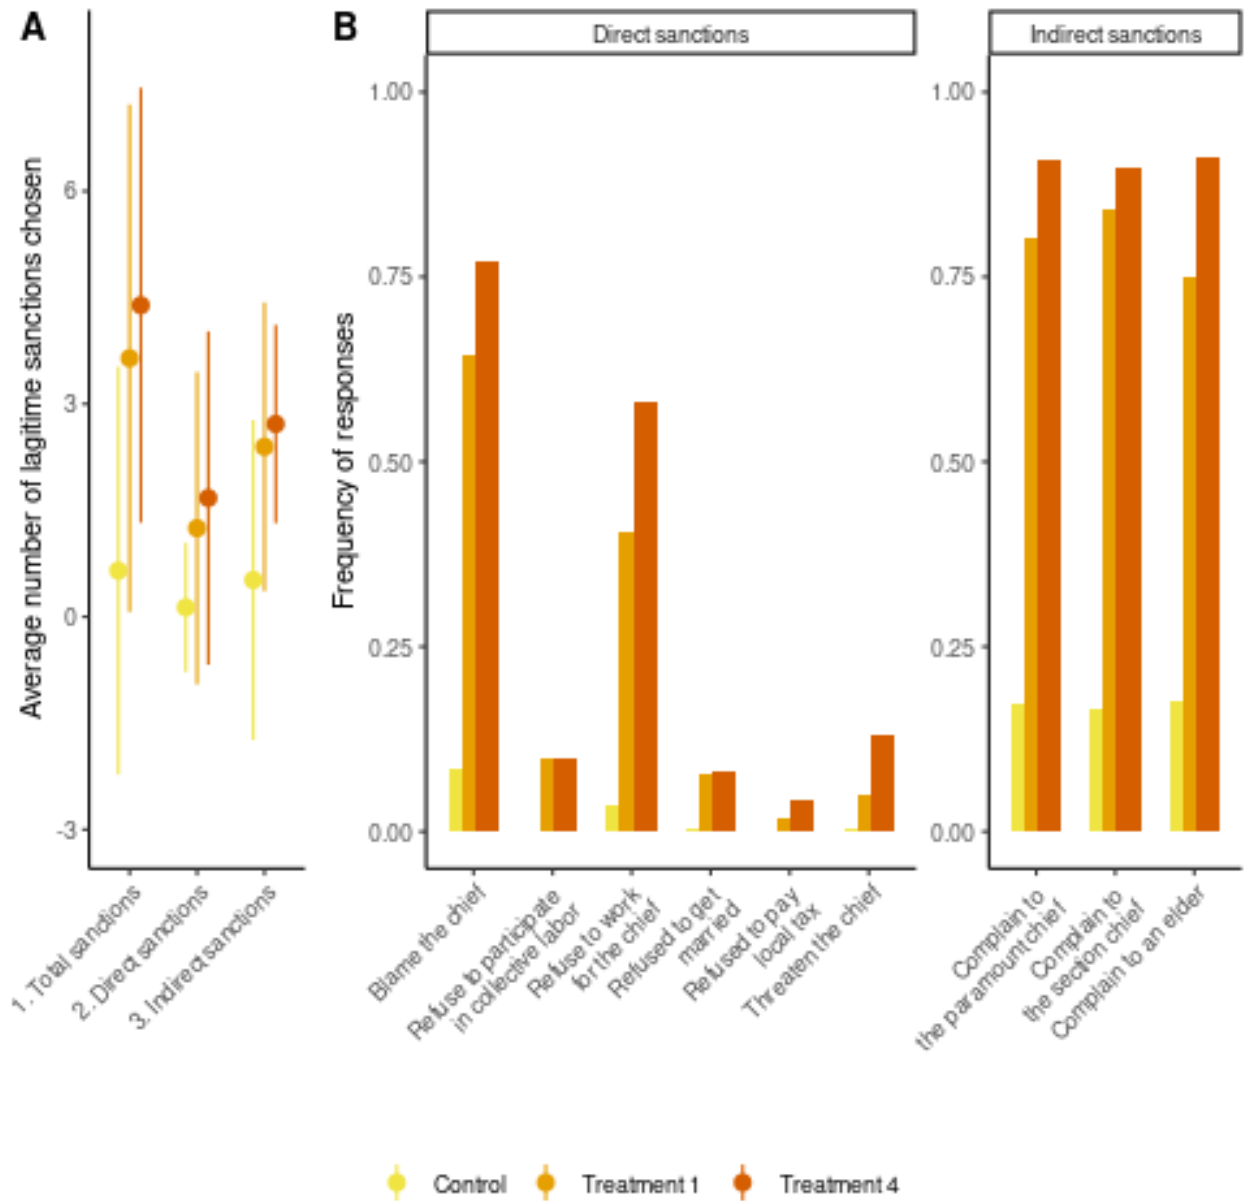 A
B
Direct sanctions
Indirect sanctions
Average number of lagitime sanctions chosen
6
3
0
-3
1. Total sanctions
2. Direct sanctions
3. Indirect sanctions
Frequency of responses
1.00
0.75
0.50
0.25
0.00
Blame the chief
Refuse to participate
in collective labor
Refuse to work
for the chief
Refused to get
married
Refused to pay
local tax
Threaten the chief
1.00
0.75
0.50
0.25
0.00
Complain to
the paramount chief
Complain to
the section chief
Complain to an elder
Control
Treatment 1
Treatment 4